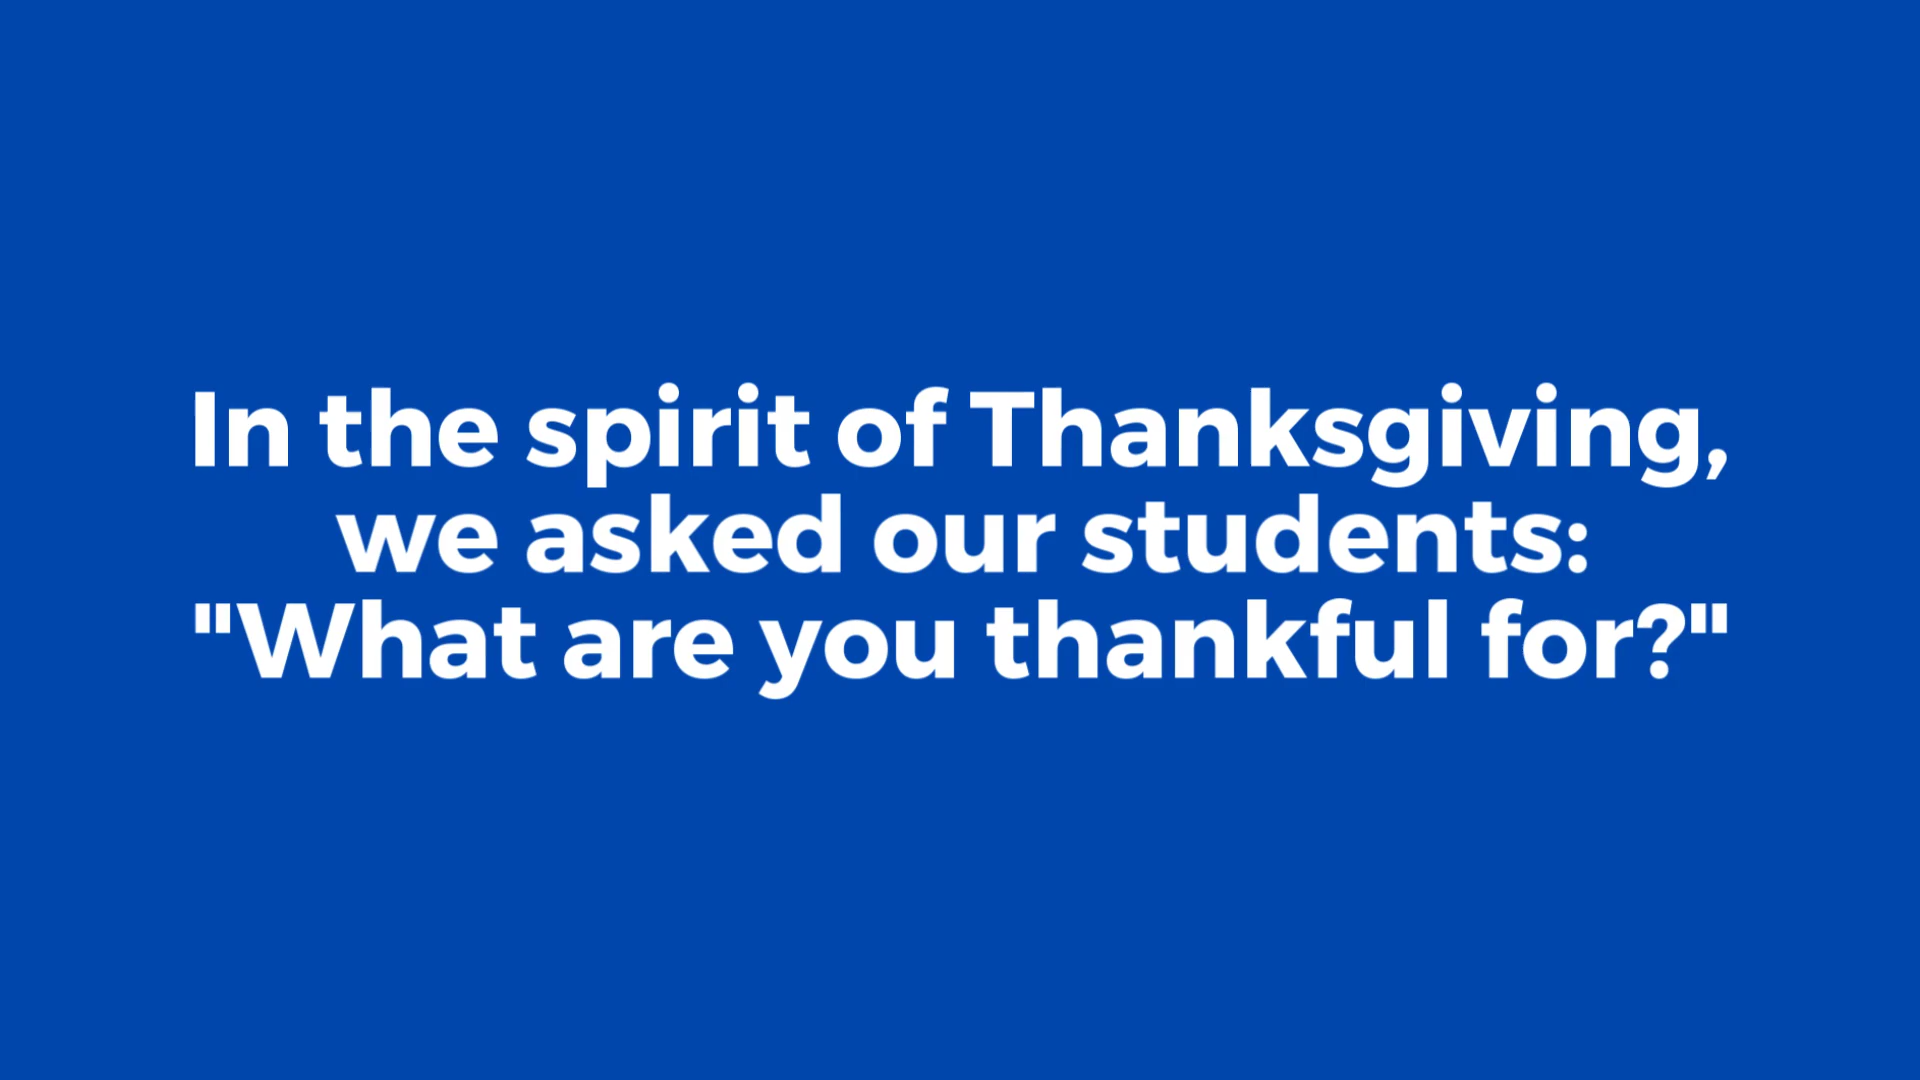 In the spirit of Thanksgiving,
we asked our students:
"What are you thankful for?"